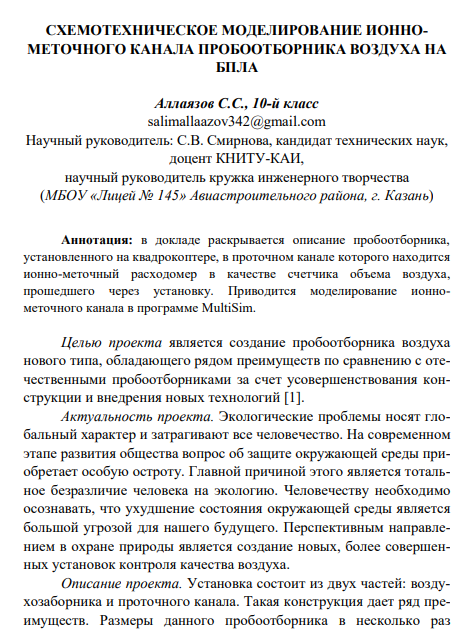 СХЕМОТЕХНИЧЕСКОЕ МОДЕЛИРОВАНИЕ ИОННО-
МЕТОЧНОГО КАНАЛА ПРОБООТБОРНИКА ВОЗДУХА НА
БПЛА
Аллаязов С.С., 10-й класс
salimallaazov342@gmail.com
Научный руководитель: С.В. Смирнова, кандидат технических наук,
доцент КНИТУ-КАИ,
научный руководитель кружка инженерного творчества
(МБОУ «Лицей № 145» Авиастроительного района, г. Казань)
Аннотация: в докладе раскрывается описание пробоотборника,
установленного на квадрокоптере, в проточном канале которого находится
ионно-меточный расходомер в качестве счетчика объема воздуха,
прошедшего через установку. Приводится моделирование ионно-
меточного канала в программе MultiSim.
Целью проекта является создание пробоотборника воздуха
нового типа, обладающего рядом преимуществ по сравнению с оте-
чественными пробоотборниками за счет усовершенствования кон-
струкции и внедрения новых технологий [1].
Актуальность проекта. Экологические проблемы носят гло-
бальный характер и затрагивают все человечество. На современном
этапе развития общества вопрос об защите окружающей среды при-
обретает особую остроту. Главной причиной этого является тоталь-
ное безразличие человека на экологию. Человечеству необходимо
осознавать, что ухудшение состояния окружающей среды является
большой угрозой для нашего будущего. Перспективным направле-
нием в охране природы является создание новых, более совершен-
ных установок контроля качества воздуха.
Описание проекта. Установка состоит из двух частей: возду-
хозаборника и проточного канала. Такая конструкция дает ряд пре-
имуществ. Размеры данного пробоотборника в несколько раз